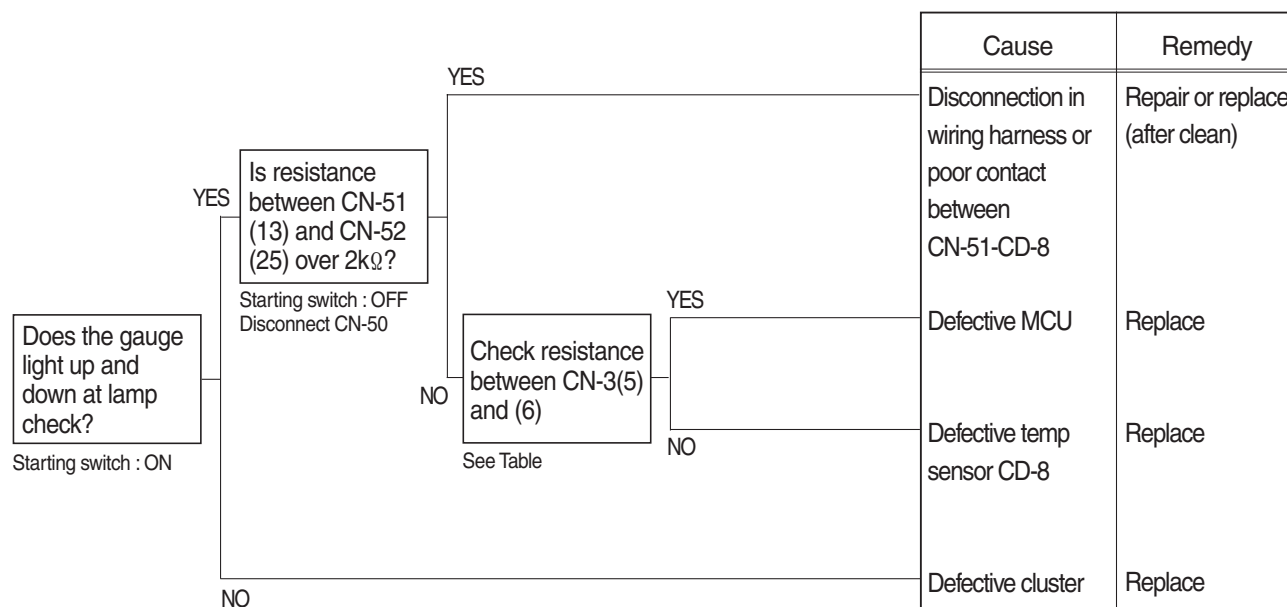 Cause
Remedy
YES
Disconnection in
wiring harness or
poor contact
between
CN-51-CD-8
Repair or replace
(after clean)
YES
Is resistance
between CN-51
(13) and CN-52
(25) over 2kΩ?
Starting switch : OFF
Disconnect CN-50
YES
Defective MCU
Replace
Does the gauge
light up and
down at lamp
check?
Starting switch : ON
NO
Check resistance
between CN-3(5)
and (6)
See Table
NO
Defective temp
sensor CD-8
Replace
NO
Defective cluster
Replace